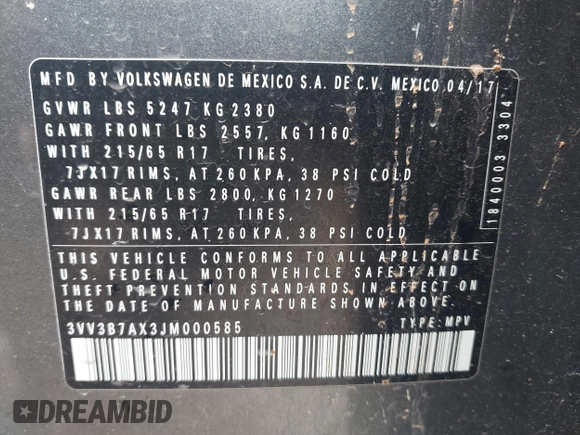 MFD BY VOLKSWAGEN DE MEXICO S.A. DE C.V. MEXICO 04/17
GVWR LBS 5247 KG 2380
GAWR FRONT LBS 2557, KG 1160
WITH 215/65 R17 TIRES,
7JX17 RIMS, AT 260 KPA, 38 PSI COLD
GAWR REAR LBS 2800, KG 1270
WITH 215/65 R17 TIRES,
7JX17 RIMS, AT 260 KPA, 38 PSI COLD
THIS VEHICLE CONFORMS TO ALL APPLICABLE
U.S. FEDERAL MOTOR VEHICLE SAFETY AND
THEFT PREVENTION STANDARDS IN EFFECT ON
THE DATE OF MANUFACTURE SHOWN ABOVE.
3VV3B7AX3JM000585 TYPE: MPV
1840003 3304
DREAMBID